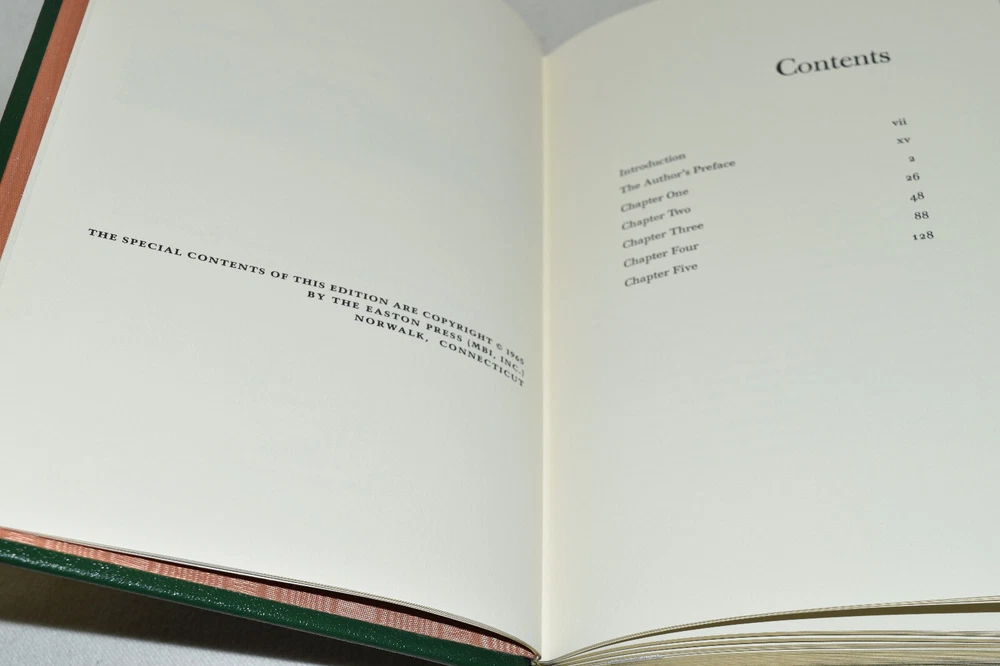 THE SPECIAL CONTENTS OF THIS EDITION ARE COPYRIGHT © 1965
BY THE EASTON PRESS (MBI, INC.)
NORWALK, CONNECTICUT
Contents
Introduction vii
The Author's Preface xv
Chapter One 2
Chapter Two 26
Chapter Three 48
Chapter Four 88
Chapter Five 128